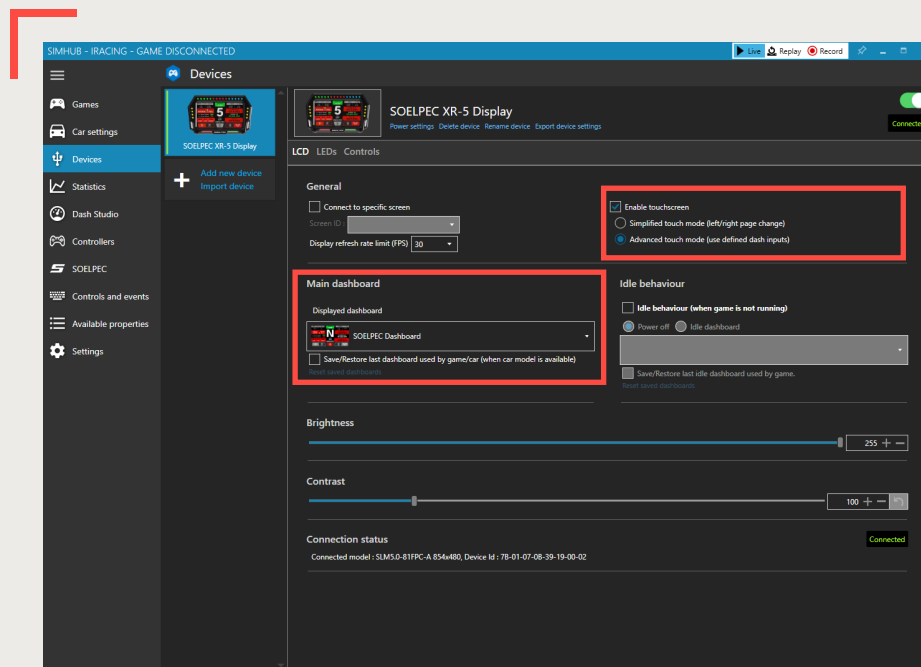 SIMHUB - IRACING - GAME DISCONNECTED
Live Replay Record
Devices
Games
Car settings
Devices
Statistics
Dash Studio
Controllers
SOELPEC
Controls and events
Available properties
Settings
SOELPEC XR-5 Display
Add new device
Import device
SOELPEC XR-5 Display
Power settings Delete device Rename device Export device settings
LCD LEDs Controls
General
Connect to specific screen
Screen ID :
Display refresh rate limit (FPS) 30
Enable touchscreen
Simplified touch mode (left/right page change)
Advanced touch mode (use defined dash inputs)
Main dashboard
Displayed dashboard
N SOELPEC Dashboard
Save/Restore last dashboard used by game/car (when car model is available)
Reset saved dashboards
Idle behaviour
Idle behaviour (when game is not running)
Power off Idle dashboard
Save/Restore last idle dashboard used by game.
Reset saved dashboards
Brightness
255
Contrast
100
Connection status
Connected
Connected model : SLM5.0-81FPC-A 854x480, Device Id : 78-01-07-08-39-19-00-02